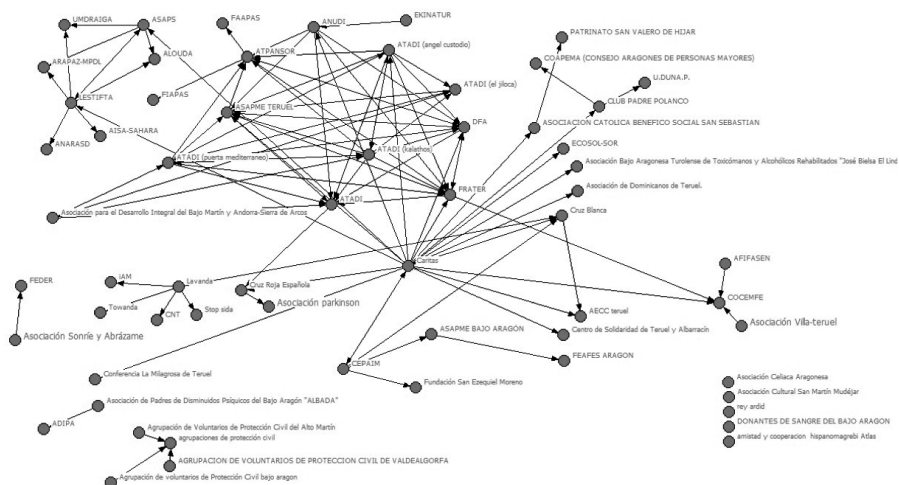 UMDRAIGA
ASAPS
FAAPAS
ANUDI
EKINATUR
PATRINATO SAN VALERO DE HIJAR
ALOUDA
ATPANSOR
ATADI (angel custodio)
COAPEMA (CONSEJO ARAGONES DE PERSONAS MAYORES)
ARAPAZ-MPDL
U.DUNA.P.
FIAPAS
ATADI (el jiloca)
LESTIFTA
CLUB PADRE POLANCO
ASAPME TERUEL
DFA
ASOCIACION CATOLICA BENEFICO SOCIAL SAN SEBASTIAN
AISA-SAHARA
ANARASD
ECOSOL-SOR
ATADI (puerta mediterraneo)
ATADI (kalathos)
Asociación Bajo Aragonesa Turolense de Toxicómanos y Alcohólicos Rehabilitados "José Bielsa El Lind
FRATER
Asociación de Dominicanos de Teruel.
ATADI
Asociación para el Desarrollo Integral del Bajo Martín y Andorra-Sierra de Arcos
Cruz Blanca
Caritas
AFIFASEN
FEDER
iAM
Lavanda
Cruz Roja Española
Asociación parkinson
COCEMFE
Towanda
CNT
Stop sida
AECC teruel
Asociación Villa-teruel
Asociación Sonríe y Abrázame
ASAPME BAJO ARAGÓN
Centro de Solidaridad de Teruel y Albarracín
FEAFES ARAGON
CEPAIM
Conferencia La Milagrosa de Teruel
Fundación San Ezequiel Moreno
Asociación Celiaca Aragonesa
Asociación Cultural San Martín Mudéjar
rey ardid
DONANTES DE SANGRE DEL BAJO ARAGON
amistad y cooperacion hispanomagrebi Atlas
Asociación de Padres de Disminuidos Psíquicos del Bajo Aragón "ALBADA"
ADIPA
Agrupación de Voluntarios de Protección Civil del Alto Martín
agrupaciones de protección civil
AGRUPACION DE VOLUNTARIOS DE PROTECCION CIVIL DE VALDEALGORFA
Agrupación de voluntarios de Protección Civil bajo aragon